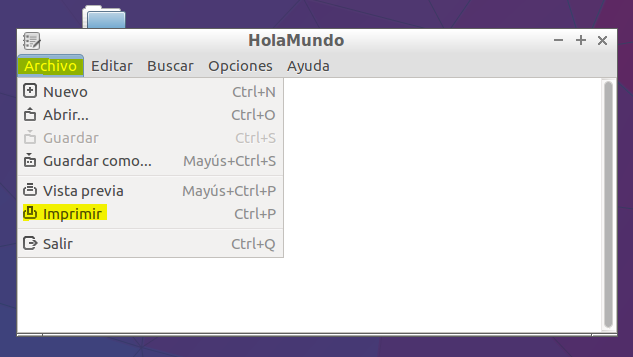 HolaMundo
Archivo Editar Buscar Opciones Ayuda
Nuevo Ctrl+N
Abrir... Ctrl+O
Guardar Ctrl+S
Guardar como... Mayús+Ctrl+S
Vista previa Mayús+Ctrl+P
Imprimir Ctrl+P
Salir Ctrl+Q